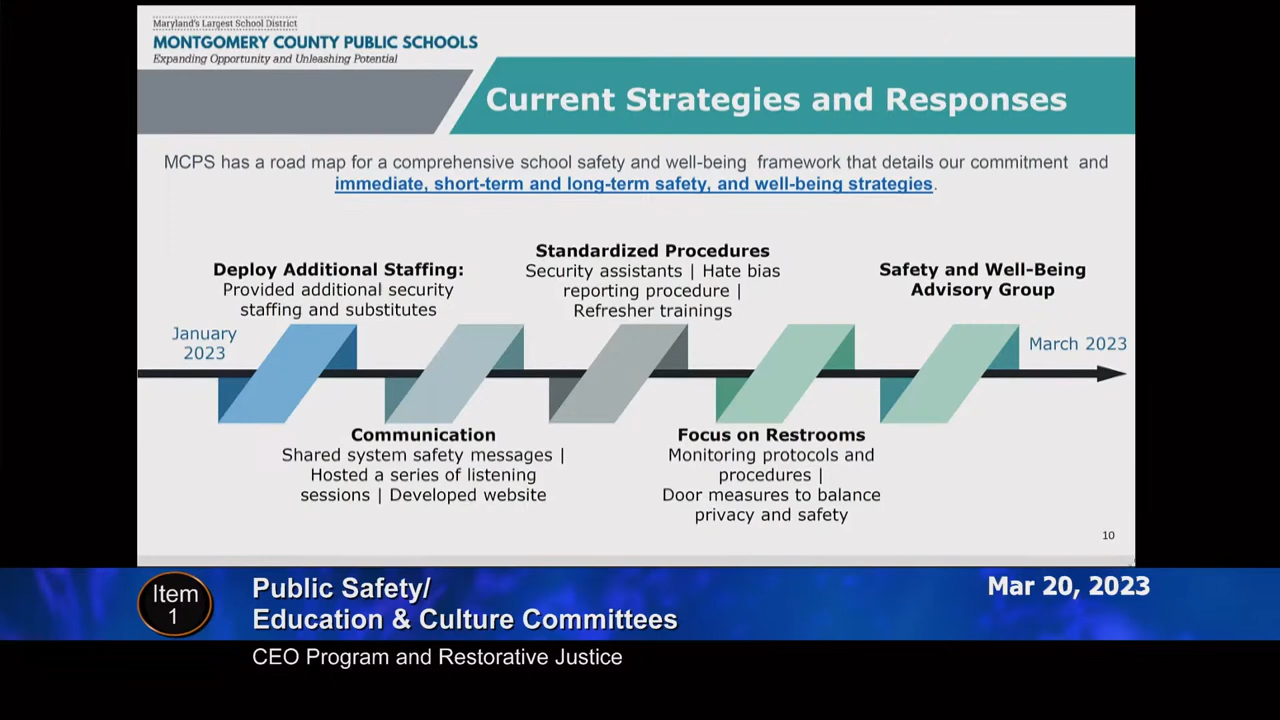 Maryland's Largest School District
MONTGOMERY COUNTY PUBLIC SCHOOLS
Expanding Opportunity and Unleashing Potential
Current Strategies and Responses
MCPS has a road map for a comprehensive school safety and well-being framework that details our commitment and
immediate, short-term and long-term safety, and well-being strategies.
Deploy Additional Staffing:
Provided additional security
staffing and substitutes
Standardized Procedures
Security assistants | Hate bias
reporting procedure |
Refresher trainings
Safety and Well-Being
Advisory Group
January
2023
March 2023
Communication
Shared system safety messages |
Hosted a series of listening
sessions | Developed website
Focus on Restrooms
Monitoring protocols and
procedures |
Door measures to balance
privacy and safety
10
Item
1
Public Safety/
Education & Culture Committees
Mar 20, 2023
CEO Program and Restorative Justice